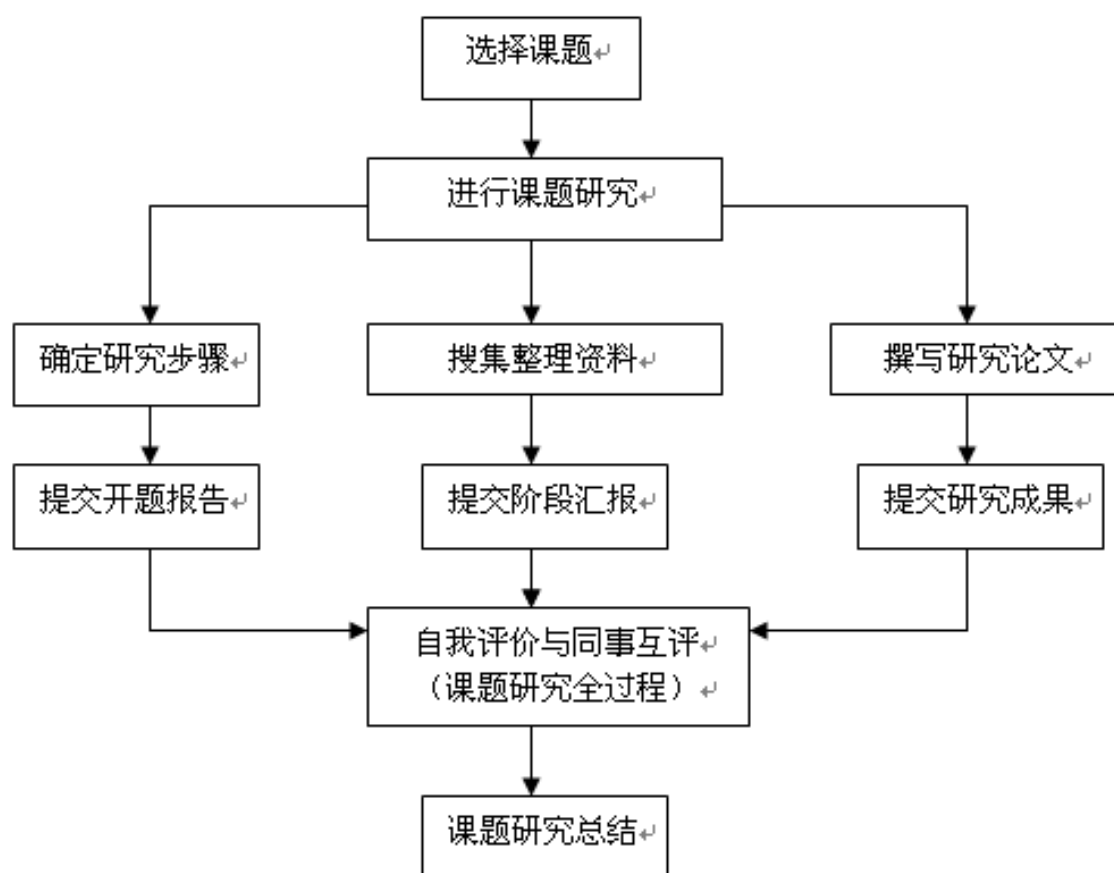 选择课题
进行课题研究
确定研究步骤
搜集整理资料
撰写研究论文
提交开题报告
提交阶段汇报
提交研究成果
自我评价与同事互评
（课题研究全过程）
课题研究总结